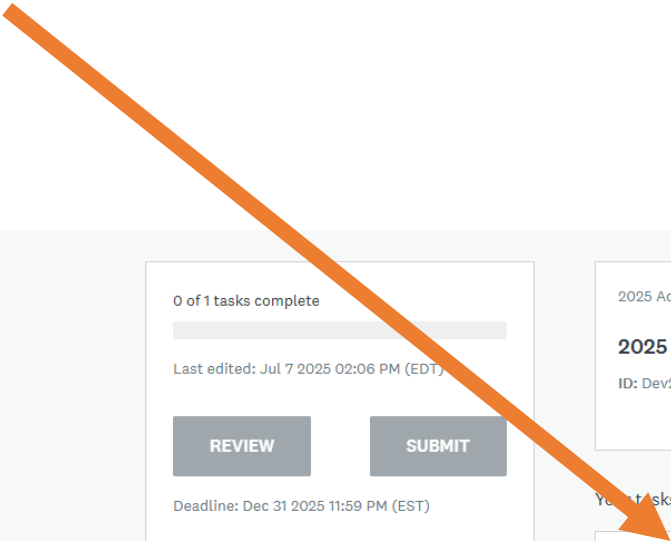 0 of 1 tasks complete
Last edited: Jul 7 2025 02:06 PM (EDT)
REVIEW
SUBMIT
Deadline: Dec 31 2025 11:59 PM (EST)
2025
2025
ID: